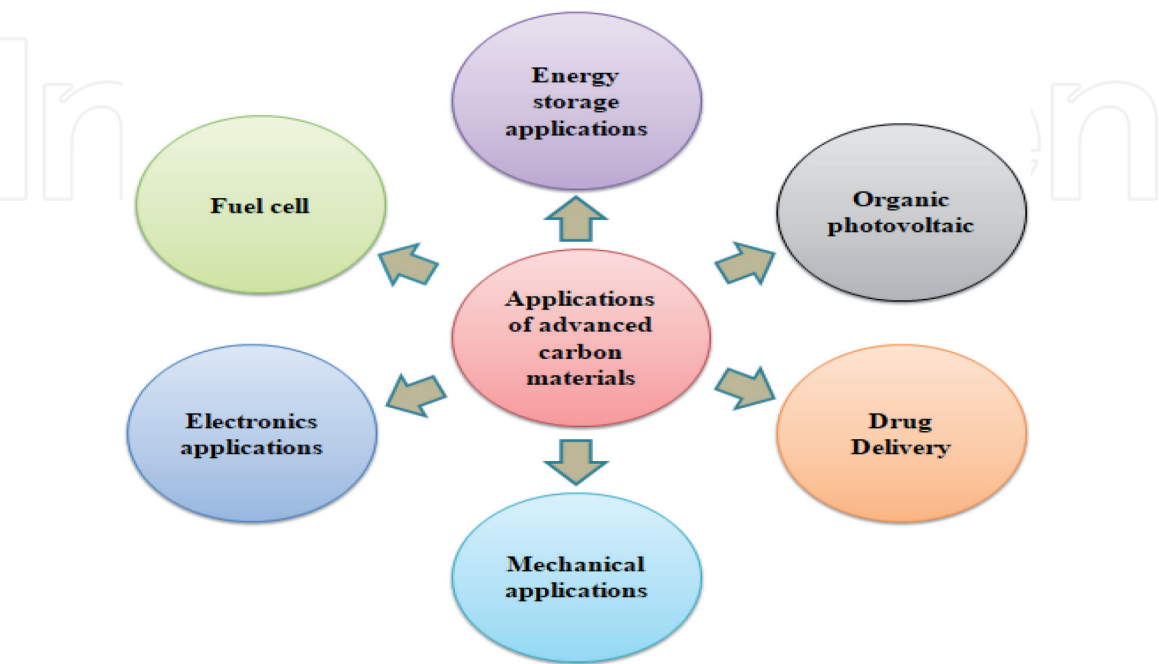 Energy
storage
applications
Fuel cell
Organic
photovoltaic
Applications
of advanced
carbon
materials
Electronics
applications
Drug
Delivery
Mechanical
applications